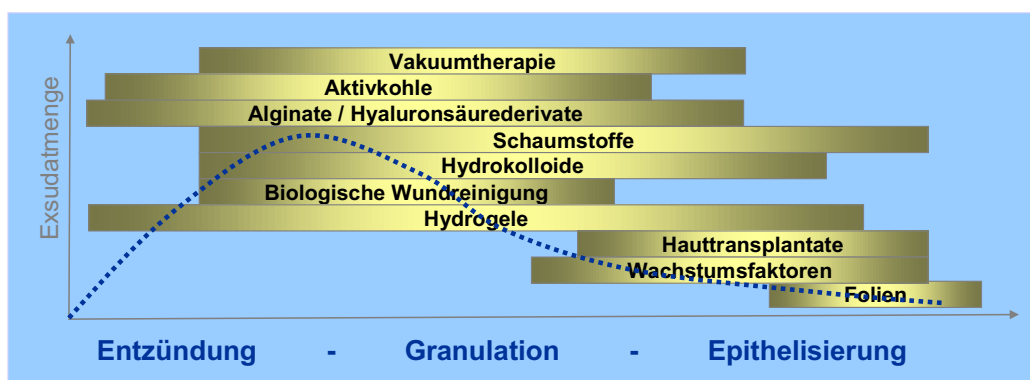 Exsudatmenge
Vakuumtherapie
Aktivkohle
Alginate / Hyaluronsäurederivate
Schaumstoffe
Hydrokolloide
Biologische Wundreinigung
Hydrogele
Hauttransplantate
Wachstumsfaktoren
Folien
Entzündung - Granulation - Epithelisierung